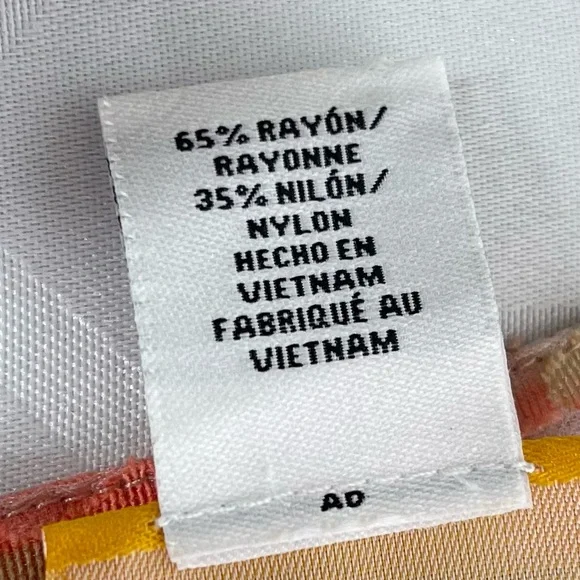 65% RAYÓN/
RAYONNE
35% NILÓN/
NYLON
HECHO EN
VIETNAM
FABRIQUÉ AU
VIETNAM
AD